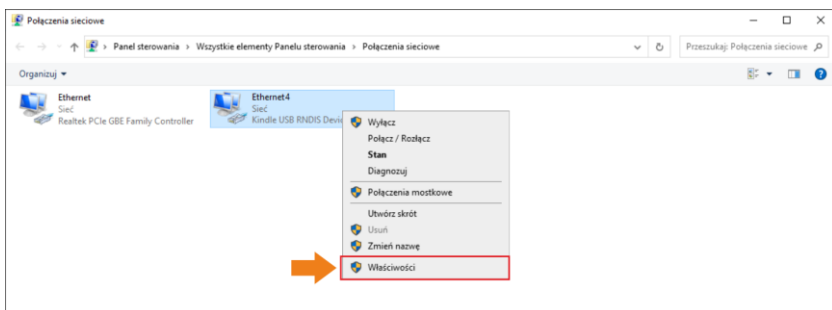 Połączenia sieciowe
Panel sterowania > Wszystkie elementy Panelu sterowania > Połączenia sieciowe
Przeszukaj: Połączenia sieciowe
Organizuj
Ethernet
Sieć
Realtek PCIe GBE Family Controller
Ethernet4
Sieć
Kindle USB RNDIS
Wyłącz
Połącz / Rozłącz
Stan
Diagnozuj
Połączenia mostkowe
Utwórz skrót
Usuń
Zmień nazwę
Właściwości